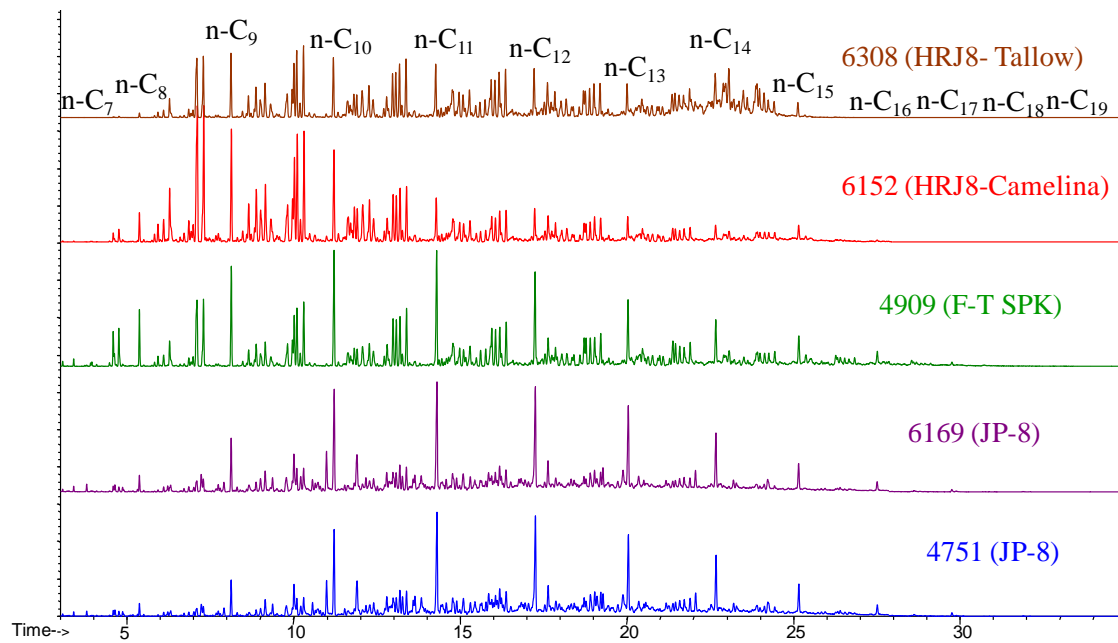 n-C₇ n-C₈ n-C₉ n-C₁₀ n-C₁₁ n-C₁₂ n-C₁₃ n-C₁₄ n-C₁₅ n-C₁₆ n-C₁₇ n-C₁₈ n-C₁₉
6308 (HRJ8- Tallow)
6152 (HRJ8-Camelina)
4909 (F-T SPK)
6169 (JP-8)
4751 (JP-8)
Time--> 5 10 15 20 25 30